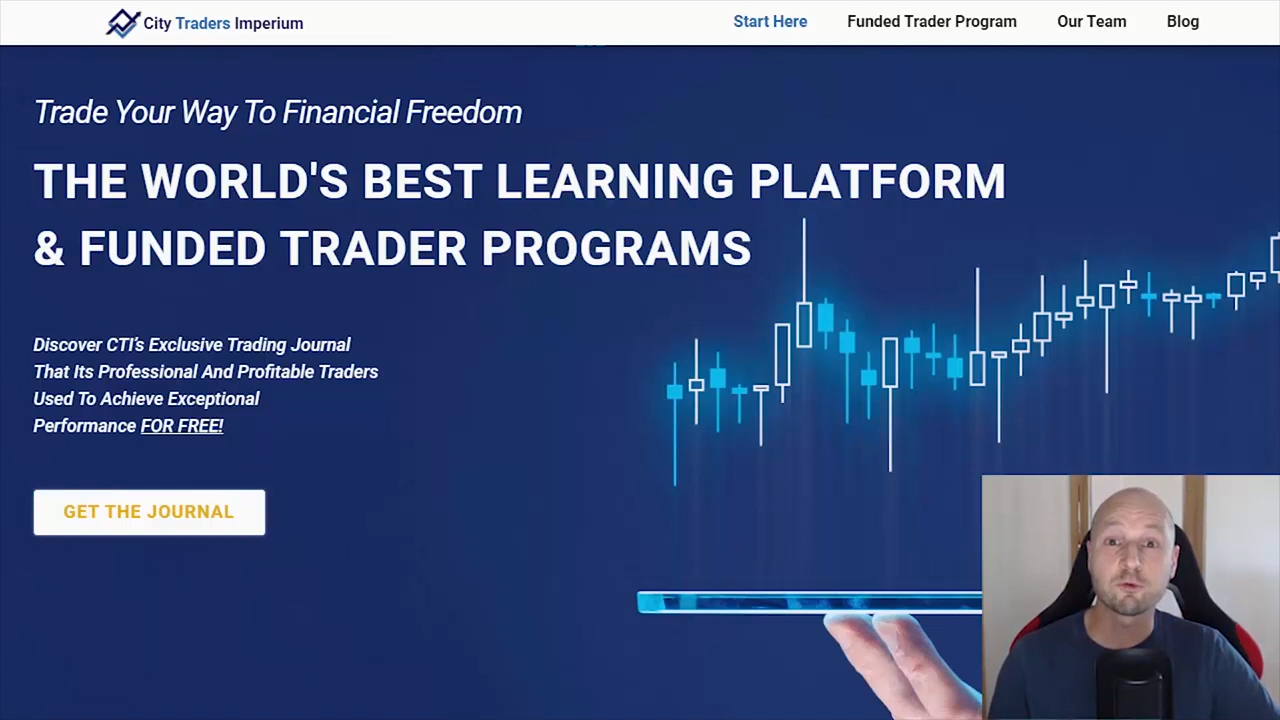 City Traders Imperium
Start Here
Funded Trader Program
Our Team
Blog
Trade Your Way To Financial Freedom
THE WORLD'S BEST LEARNING PLATFORM
& FUNDED TRADER PROGRAMS
Discover CTI's Exclusive Trading Journal
That Its Professional And Profitable Traders
Used To Achieve Exceptional
Performance FOR FREE!
GET THE JOURNAL